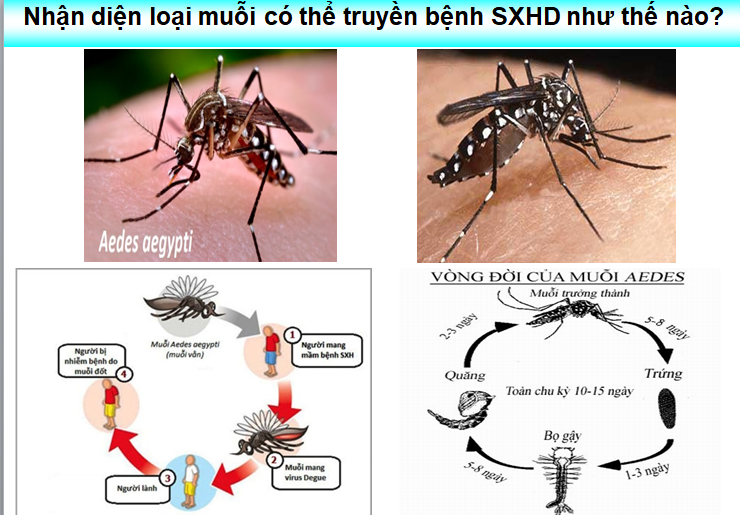 Nhận diện loại muỗi có thể truyền bệnh SXHD như thế nào?
Aedes aegypti
Muỗi Aedes aegypti
(muỗi vằn)
1
Người mang
mầm bệnh SXH
2
Muỗi mang
virus Degue
3
Người lành
4
Người bị
nhiễm bệnh do
muỗi đốt
VÒNG ĐỜI CỦA MUỖI AEDES
Muỗi trưởng thành
5-8 ngày
Trứng
1-3 ngày
Bọ gậy
5-8 ngày
Quăng
2-3 ngày
Toàn chu kỳ 10-15 ngày